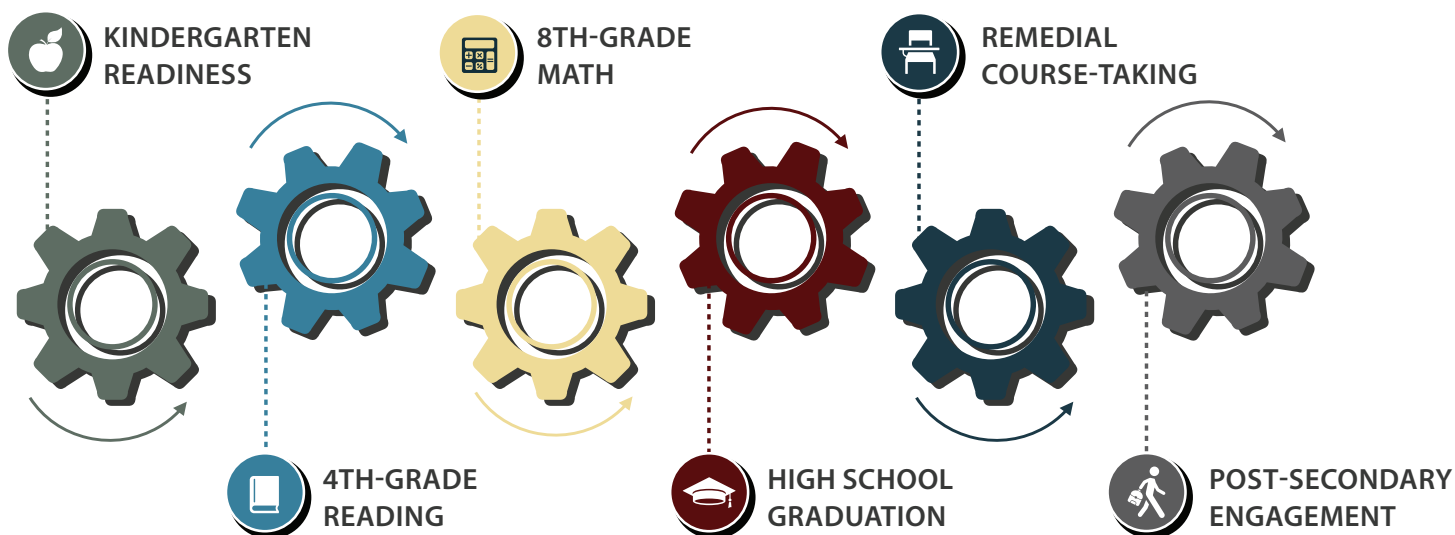 KINDERGARTEN
READINESS
8TH-GRADE
MATH
REMEDIAL
COURSE-TAKING
4TH-GRADE
READING
HIGH SCHOOL
GRADUATION
POST-SECONDARY
ENGAGEMENT